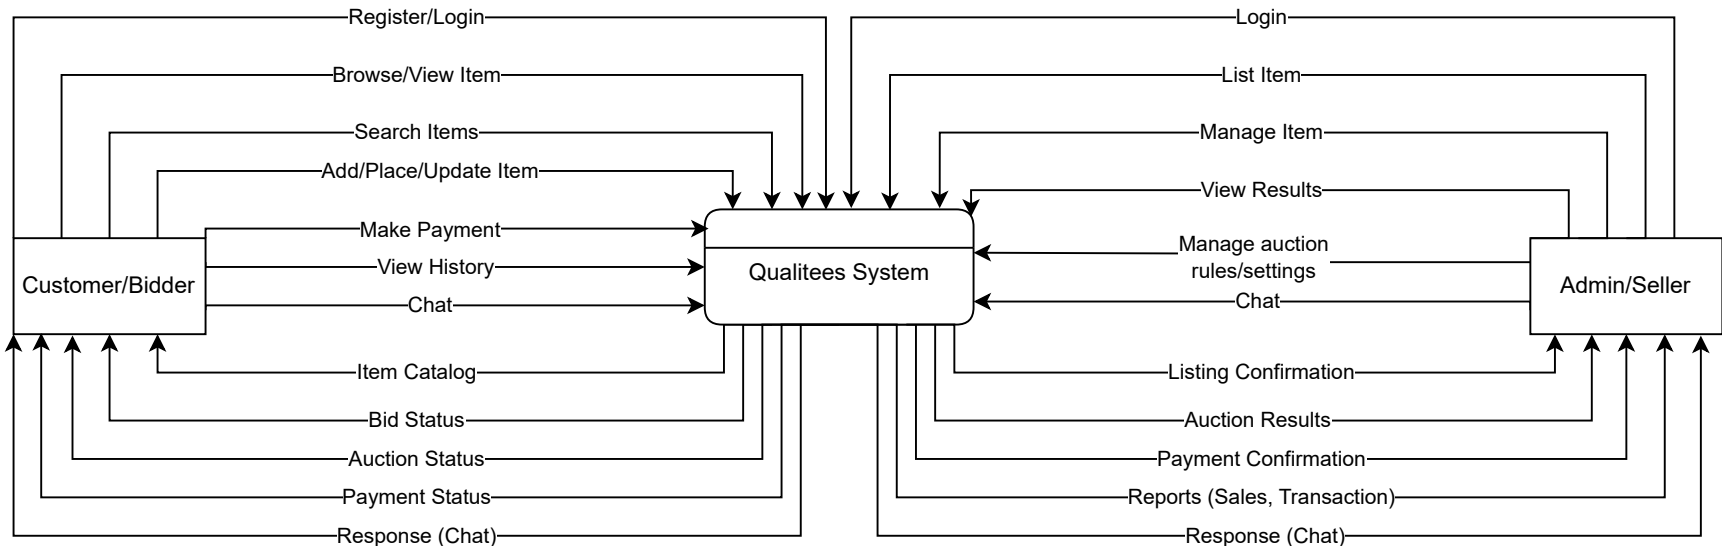 Register/Login
Login
Browse/View Item
List Item
Search Items
Manage Item
Add/Place/Update Item
View Results
Make Payment
Manage auction
rules/settings
View History
Qualitees System
Customer/Bidder
Admin/Seller
Chat
Chat
Item Catalog
Listing Confirmation
Bid Status
Auction Results
Auction Status
Payment Confirmation
Payment Status
Reports (Sales, Transaction)
Response (Chat)
Response (Chat)